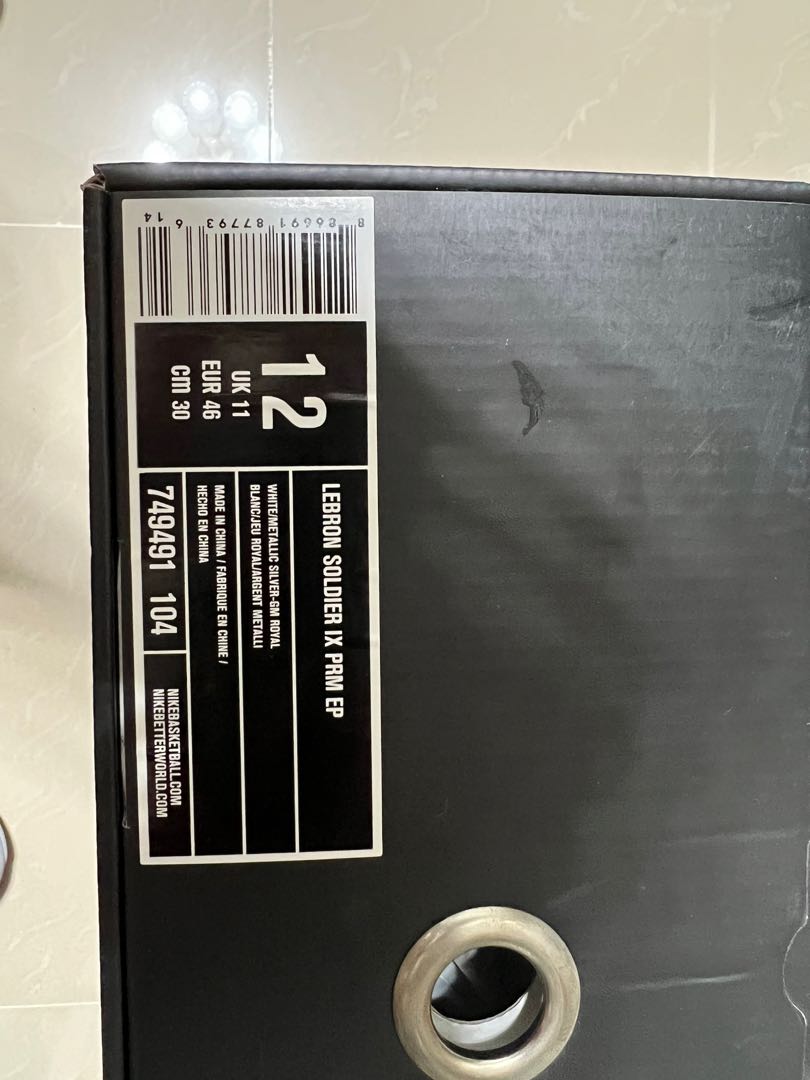 LEBRON SOLDIER IX PRM EP
WHITE/METALLIC SILVER-GM ROYAL
BLANC/JEU ROYAL/ARGENT METALLI
MADE IN CHINA / FABRIQUE EN CHINE /
HECHO EN CHINA
749491 104
NIKEBASKETBALL.COM
NIKEBETTERWORLD.COM
12
UK 11
EUR 46
cm 30
8 86691 87793 6 14